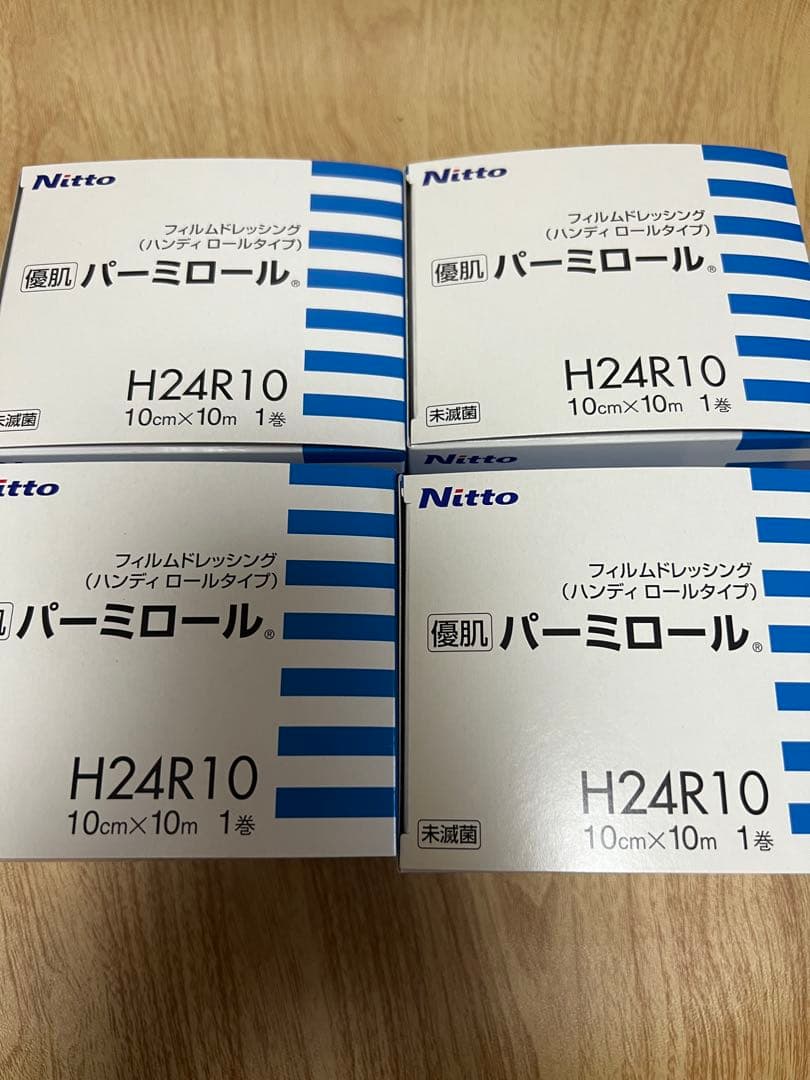 Nitto
フィルムドレッシング
(ハンディ ロールタイプ)
優肌 パーミロール®
H24R10
10cm×10m 1巻
未滅菌
Nitto
フィルムドレッシング
(ハンディ ロールタイプ)
優肌 パーミロール®
H24R10
未滅菌 10cm×10m 1巻
Nitto
フィルムドレッシング
(ハンディ ロールタイプ)
肌 パーミロール®
H24R10
10cm×10m 1巻
Nitto
Nitto
フィルムドレッシング
(ハンディ ロールタイプ)
優肌 パーミロール®
H24R10
未滅菌 10cm×10m 1巻